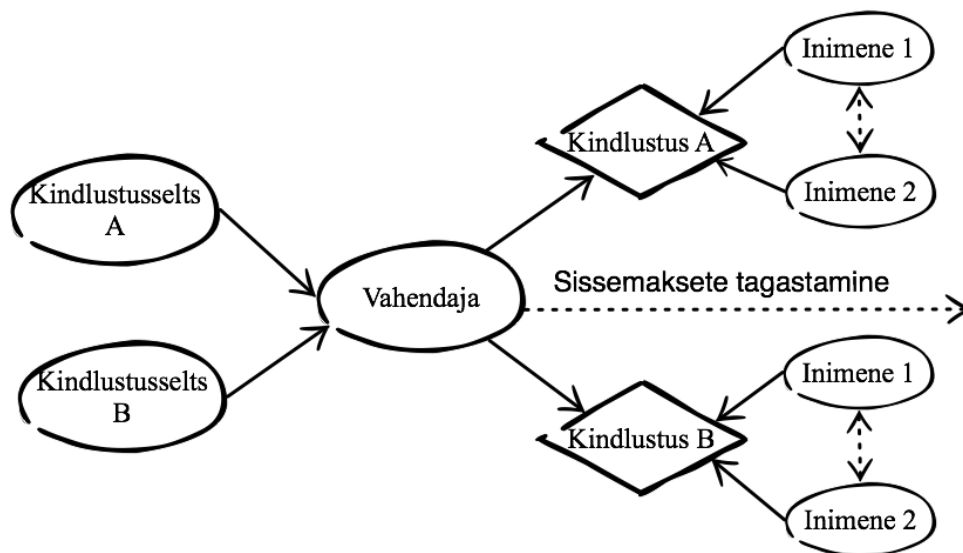 Inimene 1
Kindlustus A
Inimene 2
Kindlustusselts
A
Vahendaja
Sissemaksete tagastamine
Kindlustusselts
B
Inimene 1
Kindlustus B
Inimene 2